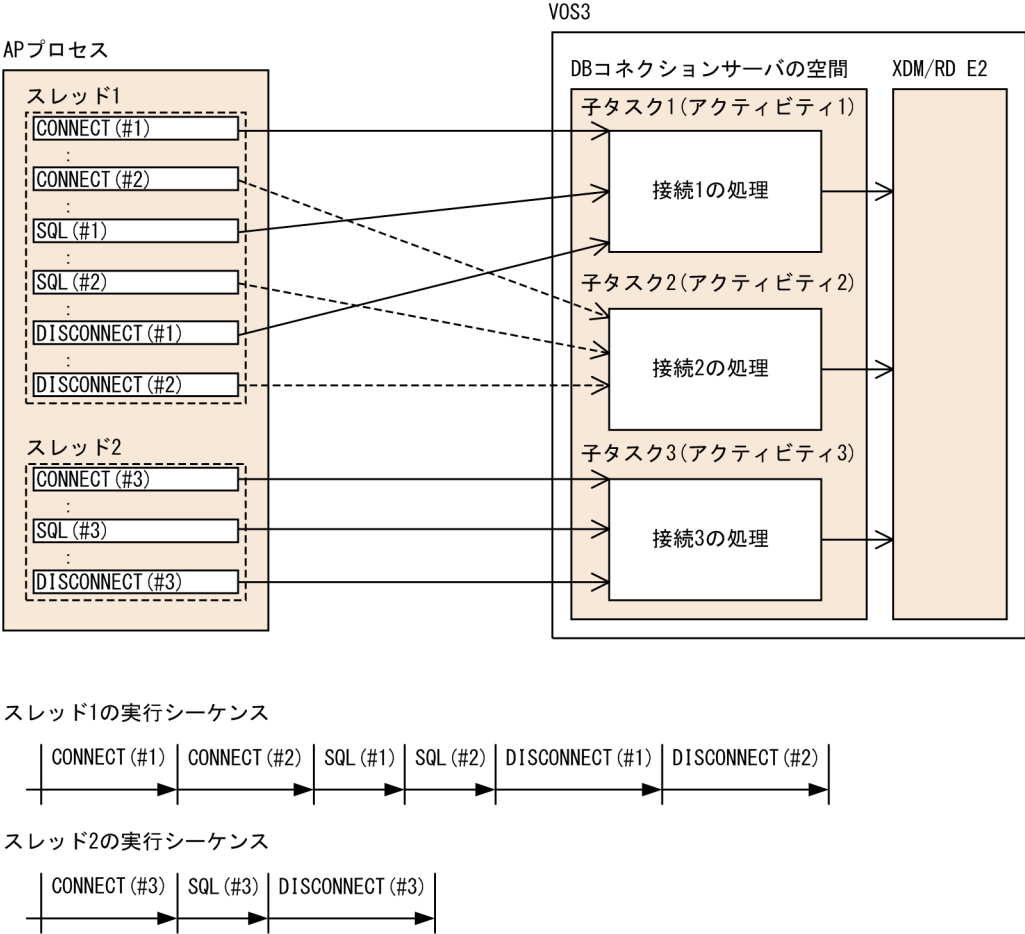 VOS3
APプロセス
スレッド1
CONNECT(#1)
:
CONNECT(#2)
:
SQL(#1)
:
SQL(#2)
:
DISCONNECT(#1)
:
DISCONNECT(#2)
スレッド2
CONNECT(#3)
:
SQL(#3)
:
DISCONNECT(#3)
DBコネクションサーバの空間
子タスク1(アクティビティ1)
接続1の処理
子タスク2(アクティビティ2)
接続2の処理
子タスク3(アクティビティ3)
接続3の処理
XDM/RD E2
スレッド1の実行シーケンス
CONNECT(#1) CONNECT(#2) SQL(#1) SQL(#2) DISCONNECT(#1) DISCONNECT(#2)
スレッド2の実行シーケンス
CONNECT(#3) SQL(#3) DISCONNECT(#3)